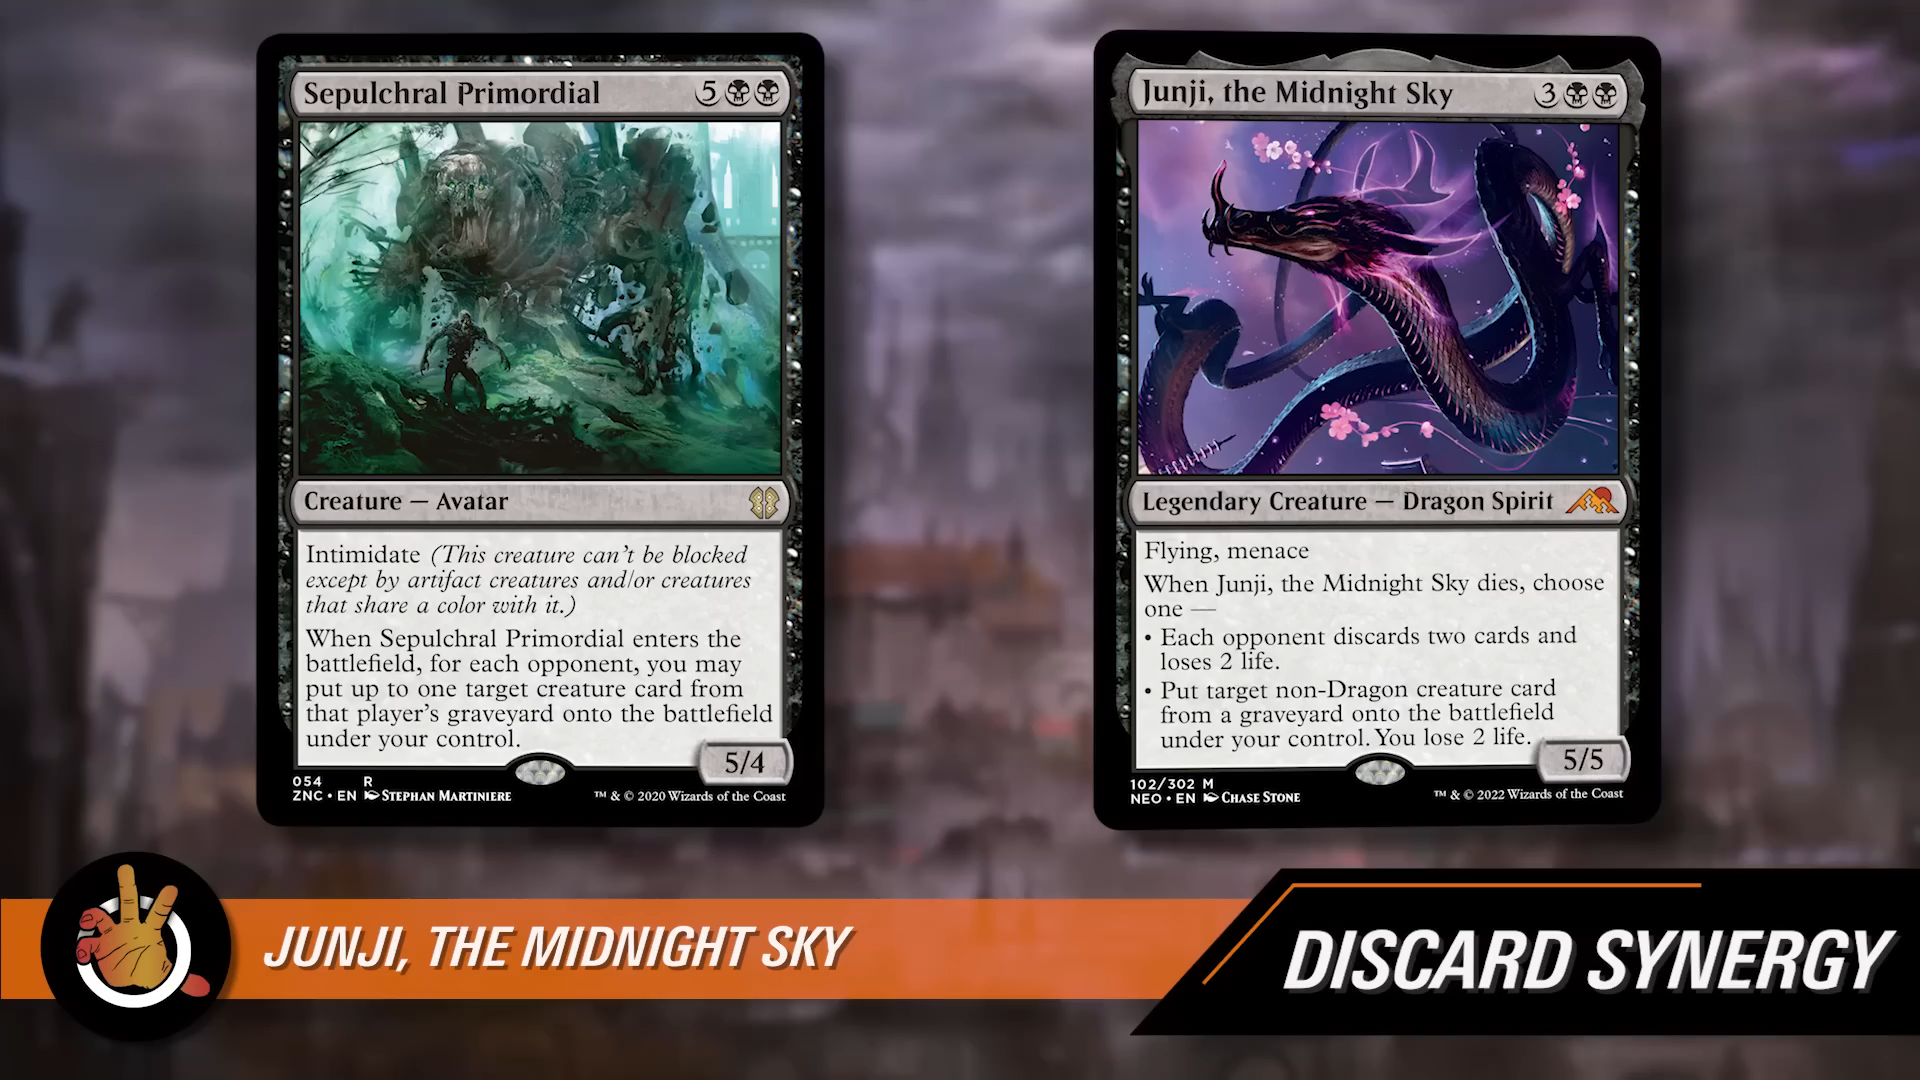 Sepulchral Primordial 5
Creature — Avatar
Intimidate (This creature can't be blocked
except by artifact creatures and/or creatures
that share a color with it.)
When Sepulchral Primordial enters the
battlefield, for each opponent, you may
put up to one target creature card from
that player's graveyard onto the battlefield
under your control.
5/4
054 R
ZNC • EN Stephan Martiniere
™ & © 2020 Wizards of the Coast
Junji, the Midnight Sky 3
Legendary Creature — Dragon Spirit
Flying, menace
When Junji, the Midnight Sky dies, choose
one —
• Each opponent discards two cards and
loses 2 life.
• Put target non-Dragon creature card
from a graveyard onto the battlefield
under your control. You lose 2 life.
5/5
102/302 M
NEO • EN Chase Stone
™ & © 2022 Wizards of the Coast
JUNJI, THE MIDNIGHT SKY
DISCARD SYNERGY